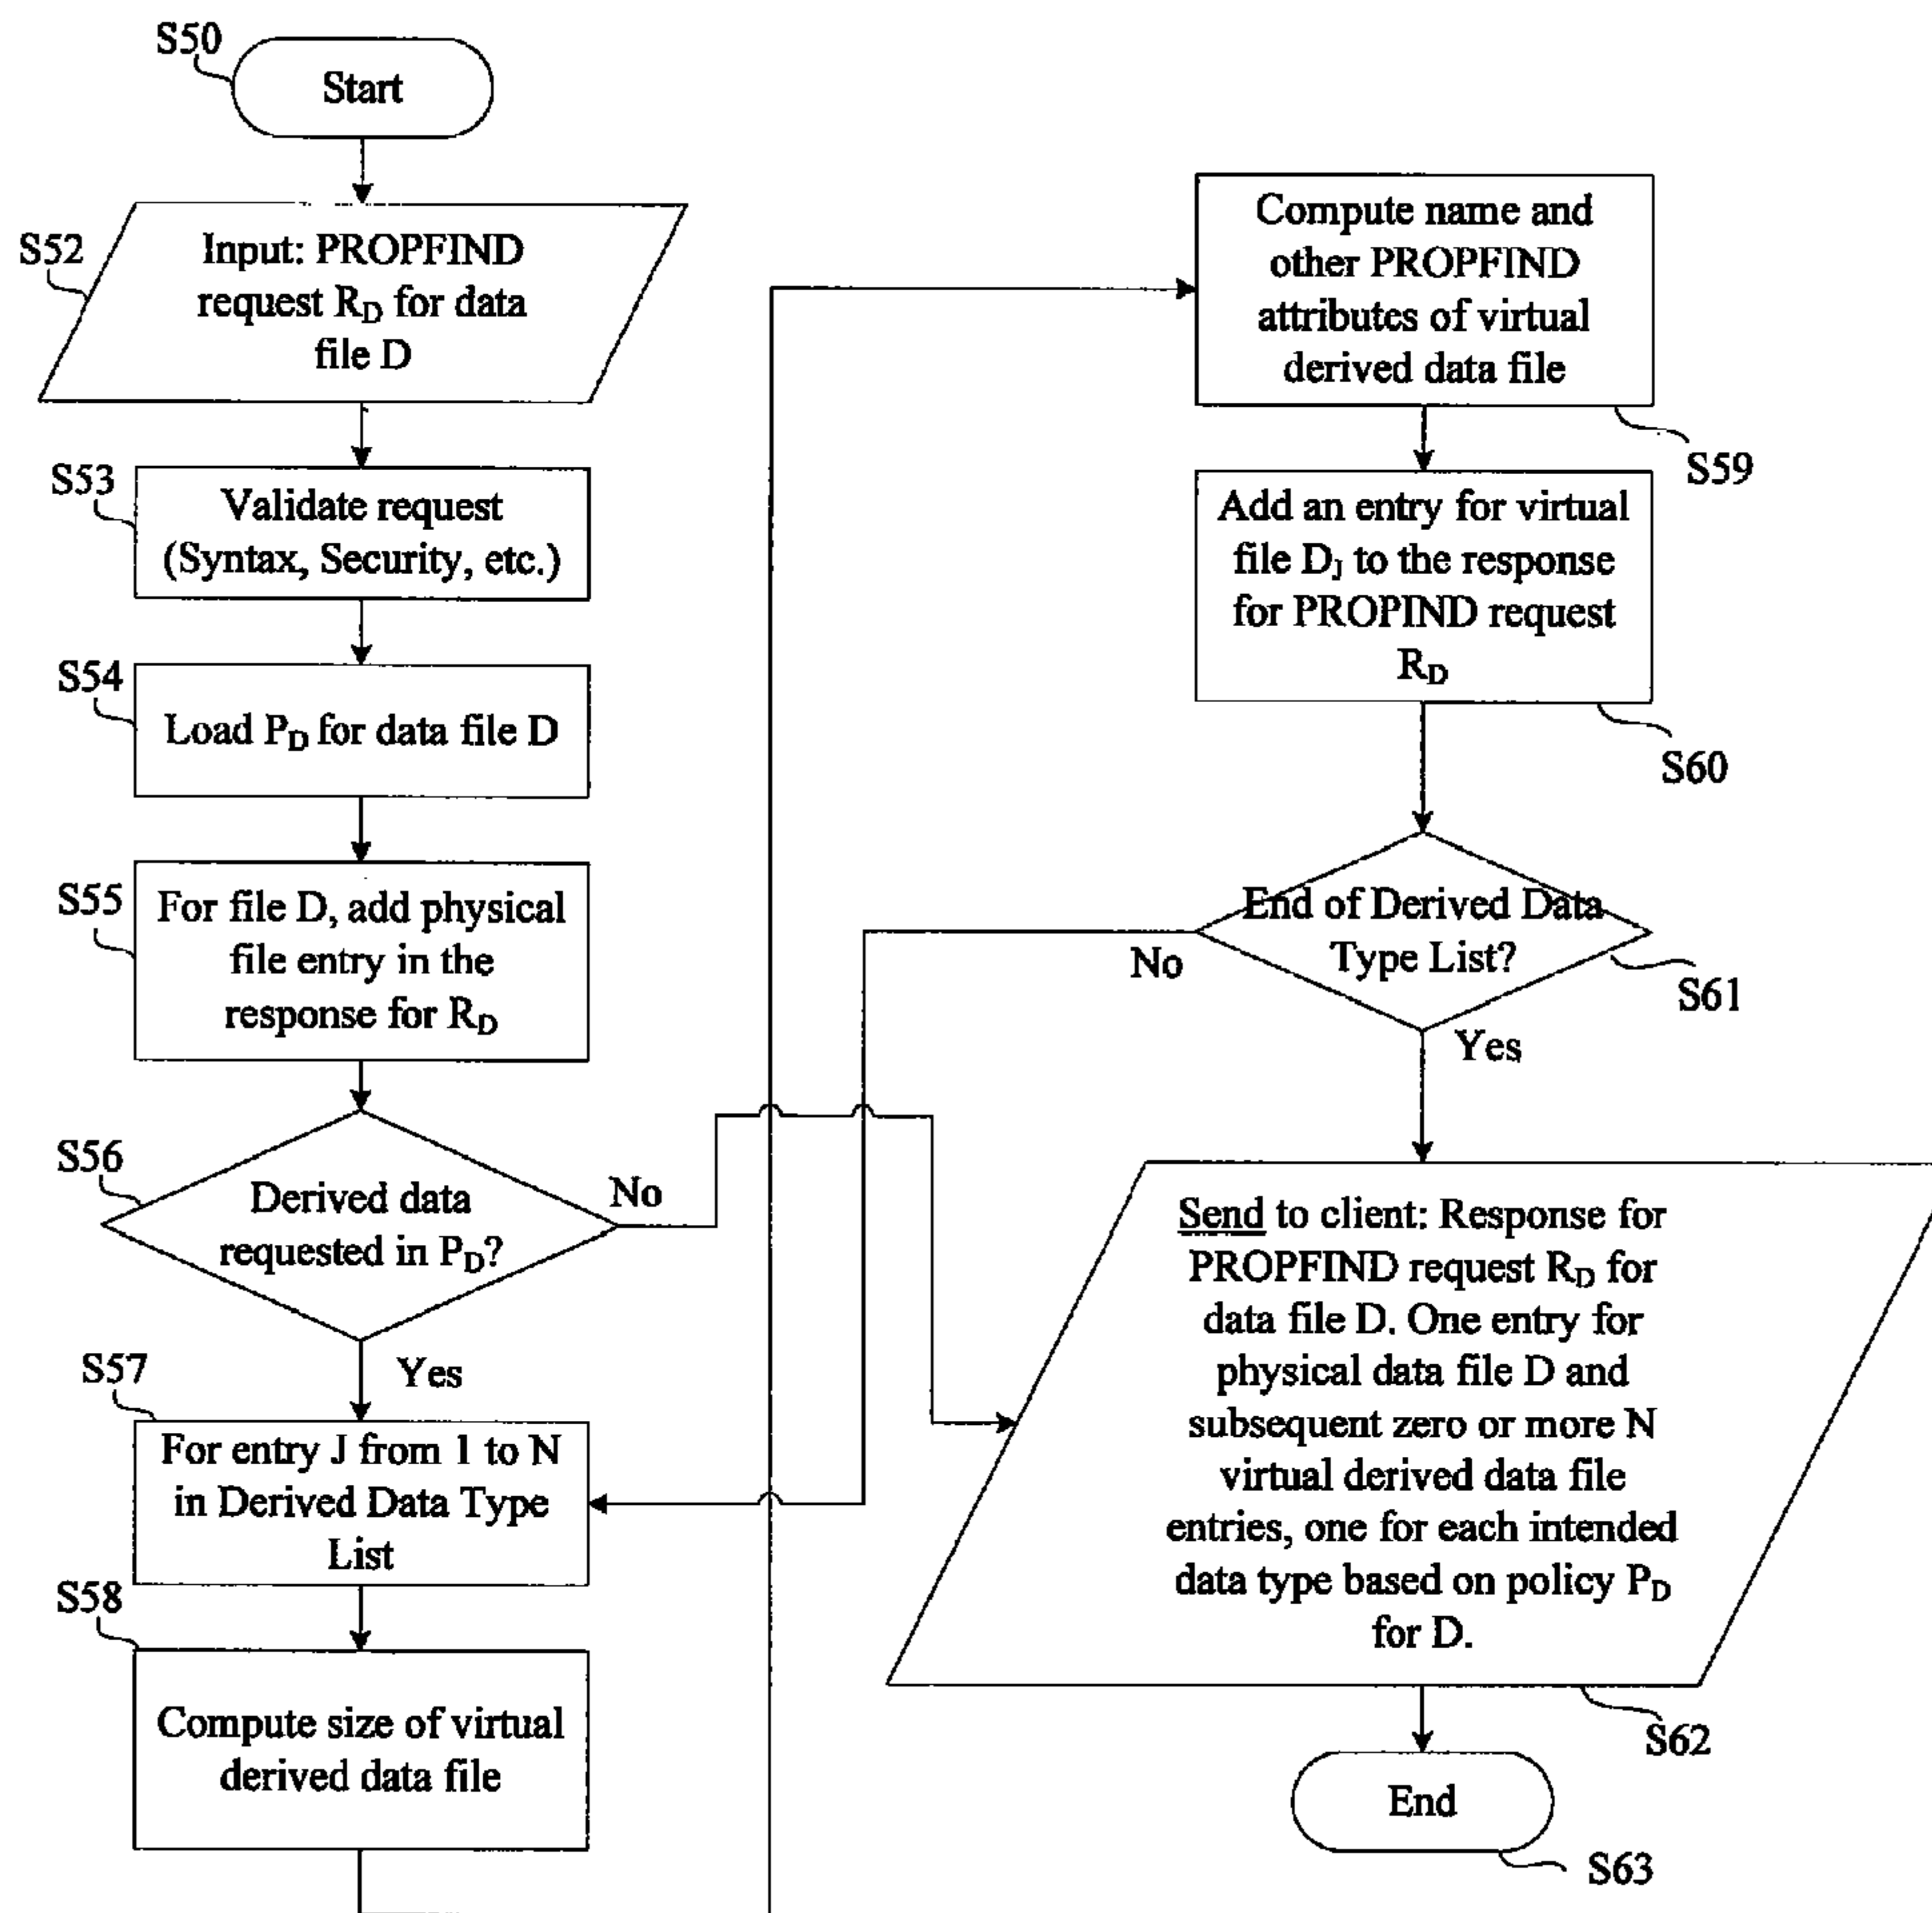 S50
Start
S52
Input: PROPFIND
request RD for data
file D
S53
Validate request
(Syntax, Security, etc.)
S54
Load PD for data file D
S55
For file D, add physical
file entry in the
response for RD
S56
Derived data
requested in PD?
No
Yes
S57
For entry J from 1 to N
in Derived Data Type
List
S58
Compute size of virtual
derived data file
Compute name and
other PROPFIND
attributes of virtual
derived data file
S59
Add an entry for virtual
file DJ to the response
for PROPIND request
RD
S60
End of Derived Data
Type List?
No
S61
Yes
Send to client: Response for
PROPFIND request RD for
data file D. One entry for
physical data file D and
subsequent zero or more N
virtual derived data file
entries, one for each intended
data type based on policy PD
for D.
S62
End
S63